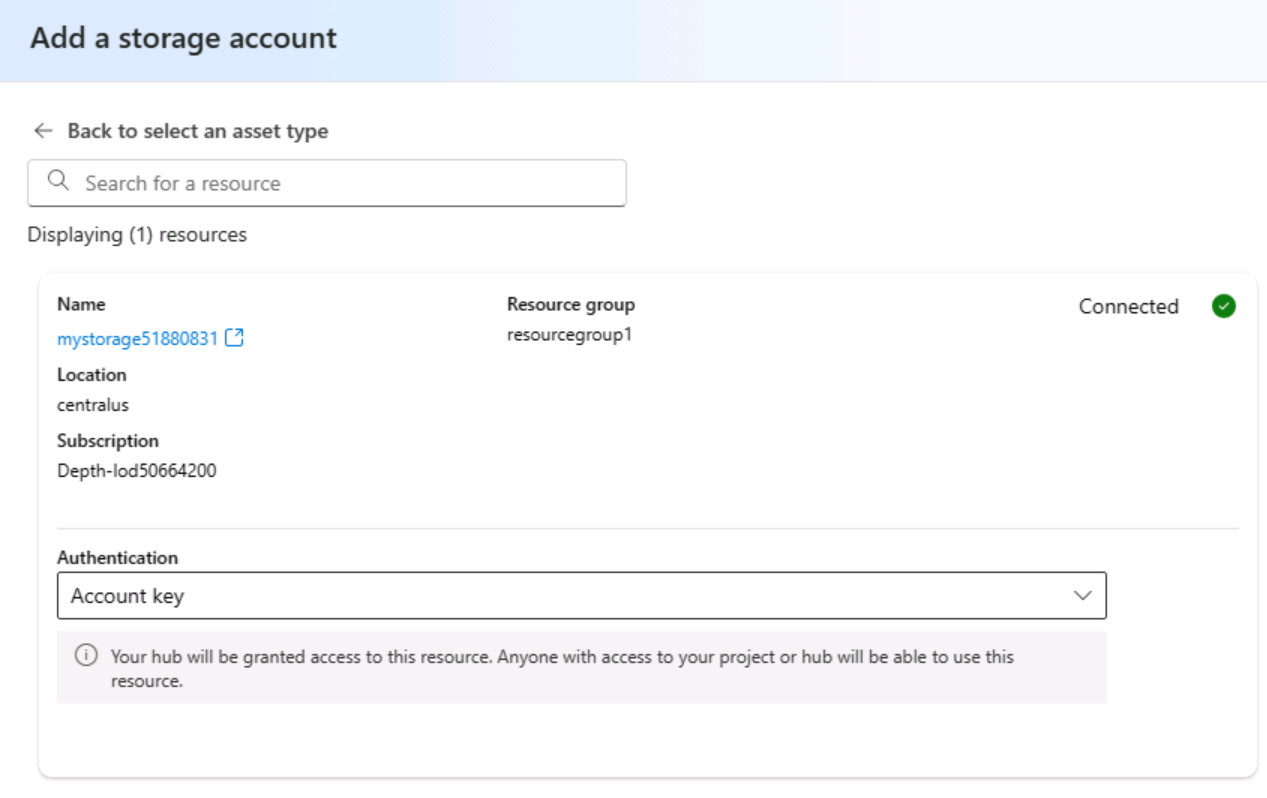 Add a storage account
Back to select an asset type
Search for a resource
Displaying (1) resources
Name
mystorage51880831
Resource group
resourcegroup1
Connected
Location
centralus
Subscription
Depth-lod50664200
Authentication
Account key
Your hub will be granted access to this resource. Anyone with access to your project or hub will be able to use this
resource.